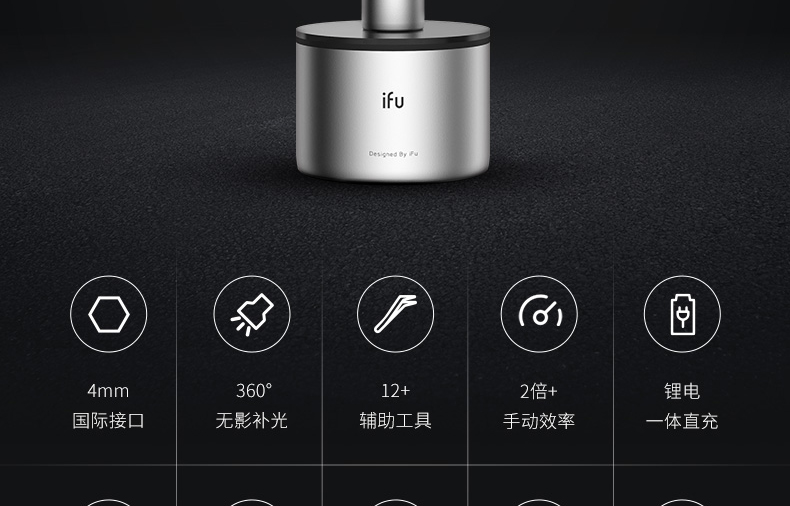 ifu
Designed By iFu
4mm
国际接口
360°
无影补光
12+
辅助工具
2倍+
手动效率
锂电
一体直充